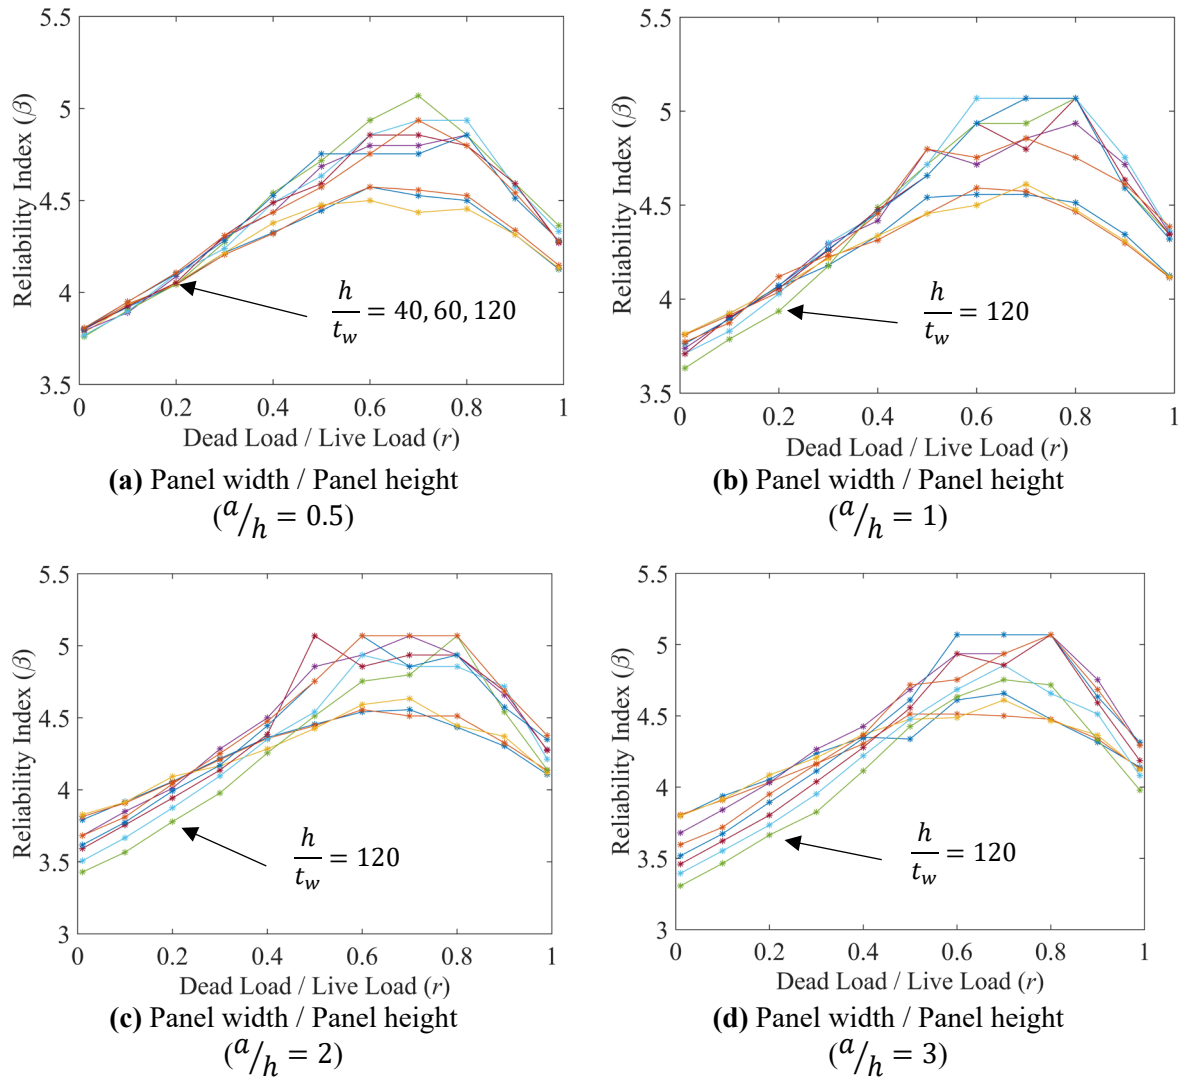 5.5
5
4.5
4
3.5
Reliability Index (β)
h/t_w = 40, 60, 120
0 0.2 0.4 0.6 0.8 1
Dead Load / Live Load (r)
(a) Panel width / Panel height
(a/h = 0.5)
5.5
5
4.5
4
3.5
Reliability Index (β)
h/t_w = 120
0 0.2 0.4 0.6 0.8 1
Dead Load / Live Load (r)
(b) Panel width / Panel height
(a/h = 1)
5.5
5
4.5
4
3.5
3
Reliability Index (β)
h/t_w = 120
0 0.2 0.4 0.6 0.8 1
Dead Load / Live Load (r)
(c) Panel width / Panel height
(a/h = 2)
5.5
5
4.5
4
3.5
3
Reliability Index (β)
h/t_w = 120
0 0.2 0.4 0.6 0.8 1
Dead Load / Live Load (r)
(d) Panel width / Panel height
(a/h = 3)